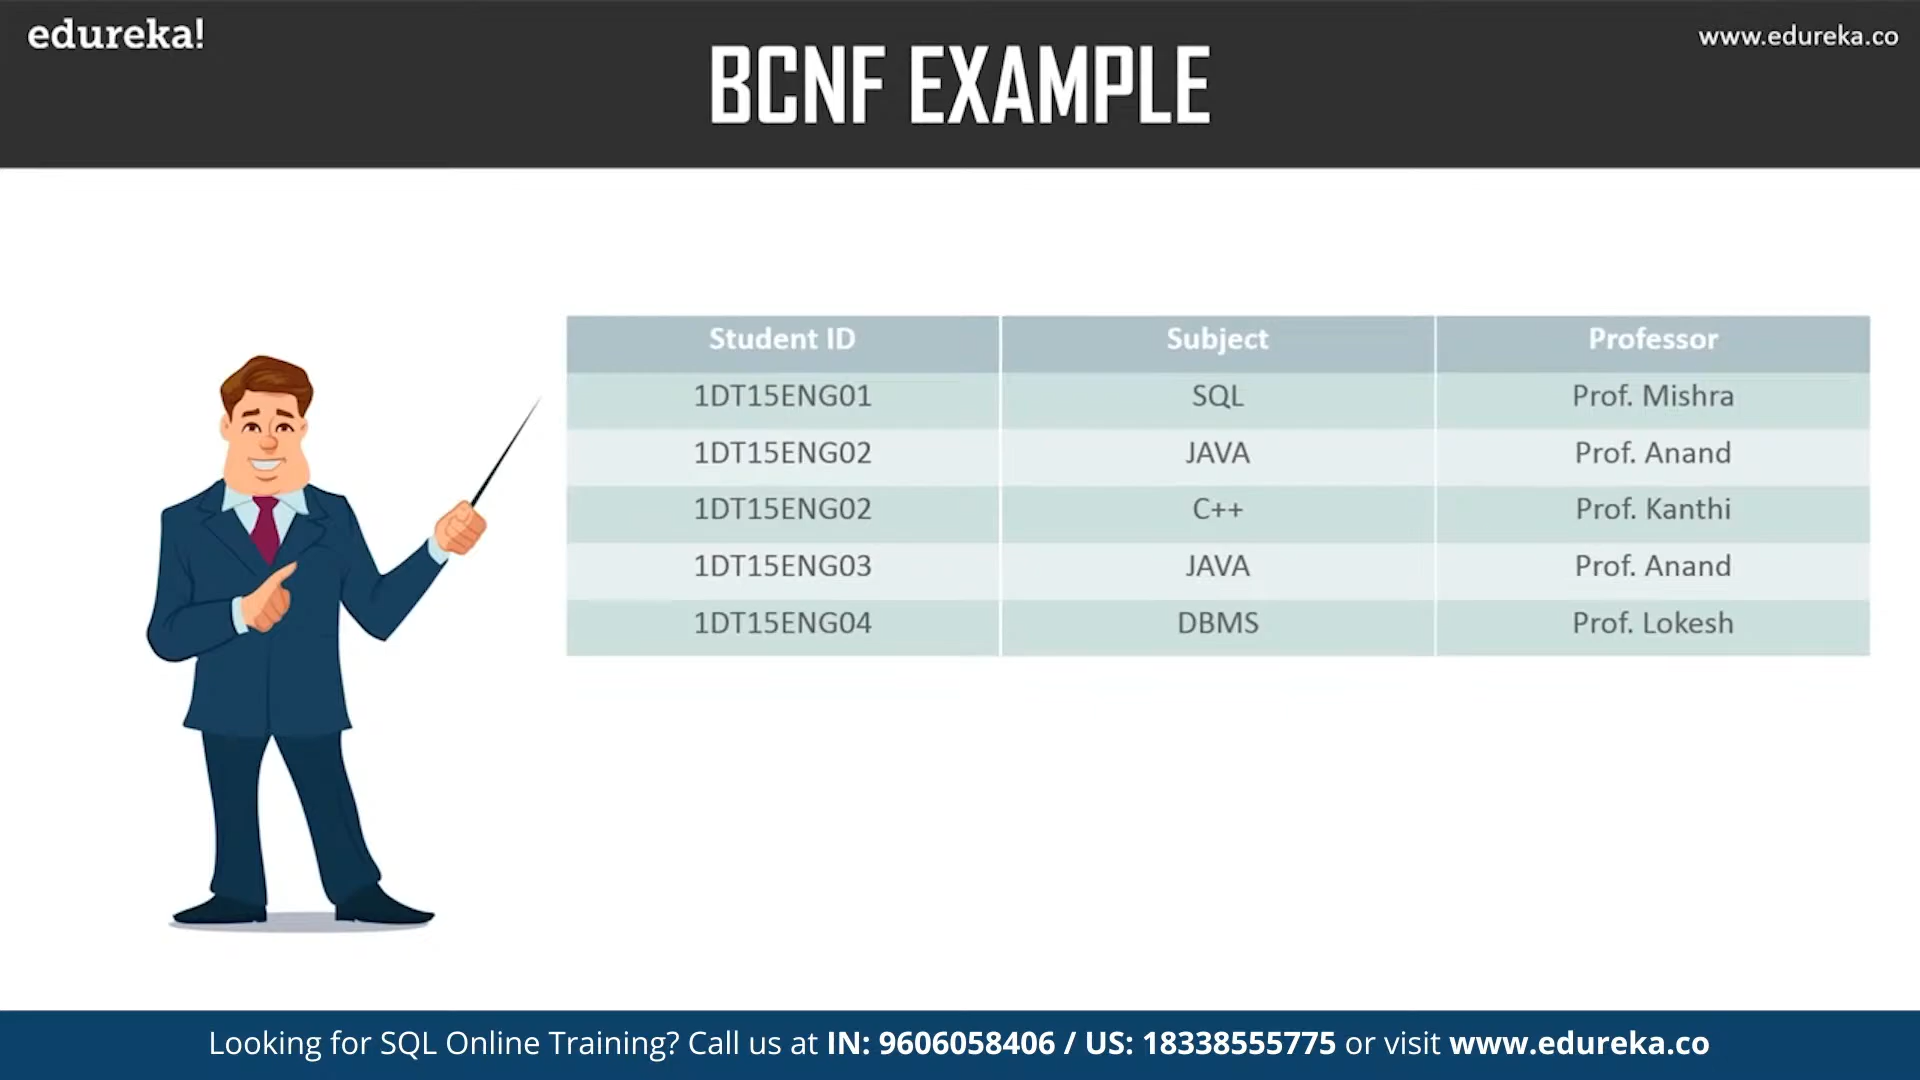 edureka!
www.edureka.co
BCNF EXAMPLE
Student ID Subject Professor
1DT15ENG01 SQL Prof. Mishra
1DT15ENG02 JAVA Prof. Anand
1DT15ENG02 C++ Prof. Kanthi
1DT15ENG03 JAVA Prof. Anand
1DT15ENG04 DBMS Prof. Lokesh
Looking for SQL Online Training? Call us at IN: 9606058406 / US: 18338555775 or visit www.edureka.co